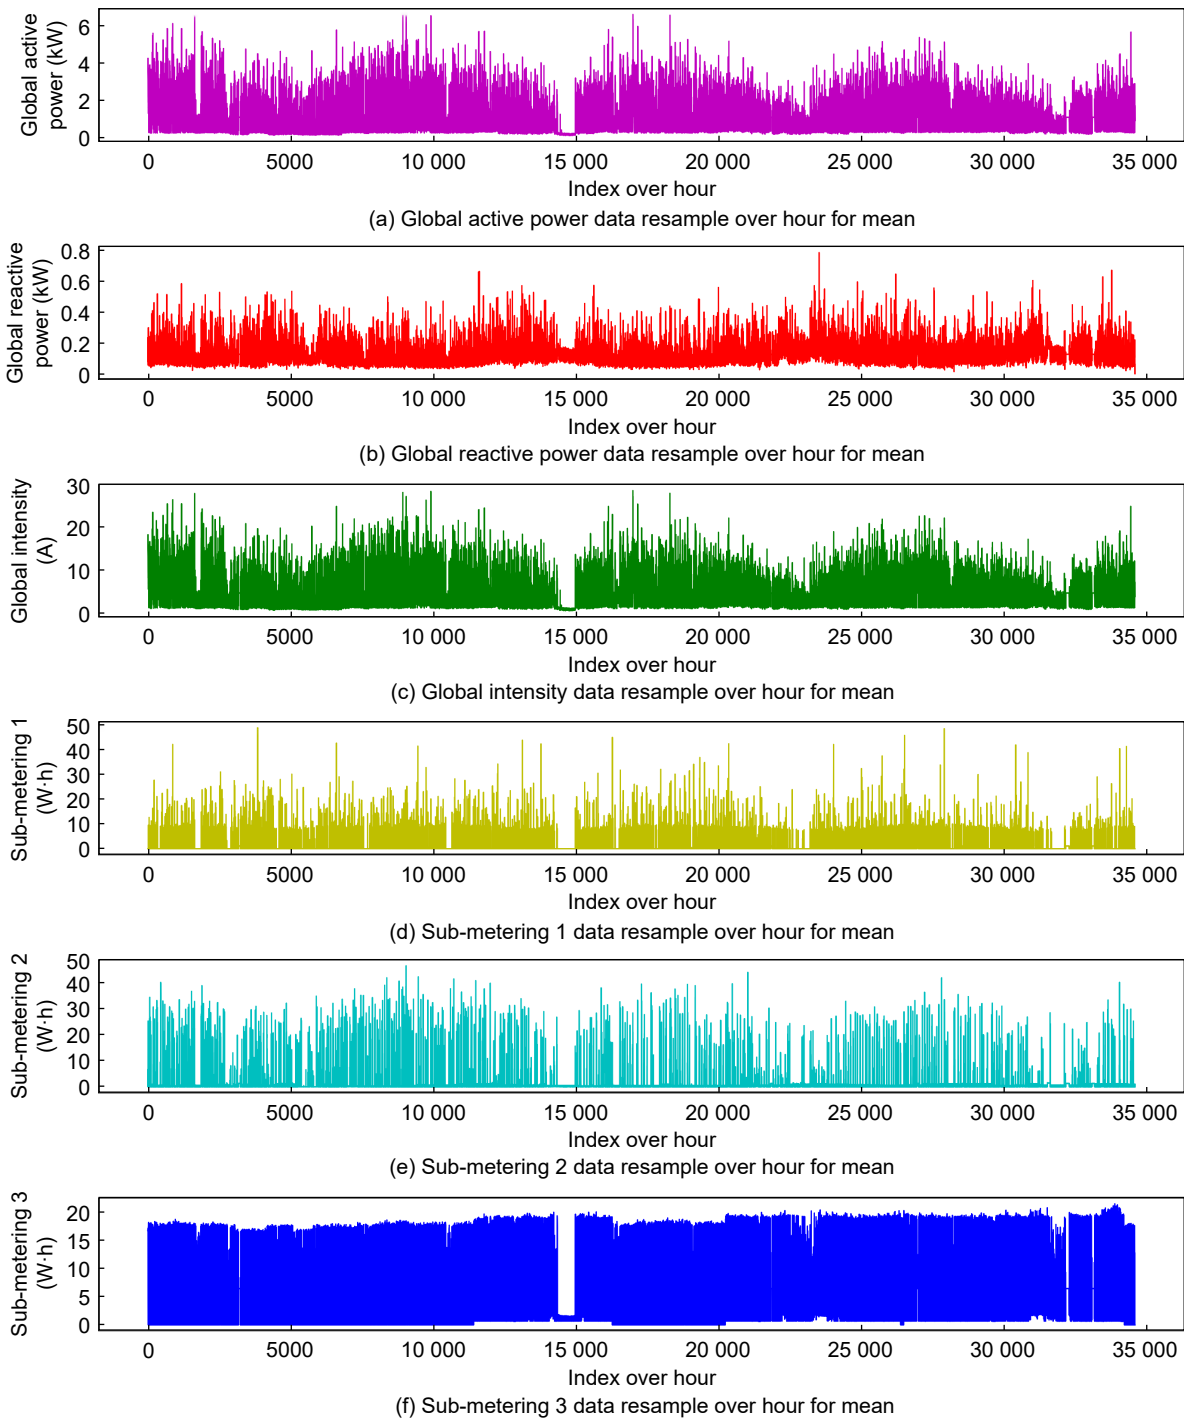 Global active
power (kW)
6
4
2
0
0 5000 10 000 15 000 20 000 25 000 30 000 35 000
Index over hour
(a) Global active power data resample over hour for mean
Global reactive
power (kW)
0.8
0.6
0.4
0.2
0
0 5000 10 000 15 000 20 000 25 000 30 000 35 000
Index over hour
(b) Global reactive power data resample over hour for mean
Global intensity
(A)
30
20
10
0
0 5000 10 000 15 000 20 000 25 000 30 000 35 000
Index over hour
(c) Global intensity data resample over hour for mean
Sub-metering 1
(W·h)
50
40
30
20
10
0
0 5000 10 000 15 000 20 000 25 000 30 000 35 000
Index over hour
(d) Sub-metering 1 data resample over hour for mean
Sub-metering 2
(W·h)
50
40
30
20
10
0
0 5000 10 000 15 000 20 000 25 000 30 000 35 000
Index over hour
(e) Sub-metering 2 data resample over hour for mean
Sub-metering 3
(W·h)
20
15
10
5
0
0 5000 10 000 15 000 20 000 25 000 30 000 35 000
Index over hour
(f) Sub-metering 3 data resample over hour for mean